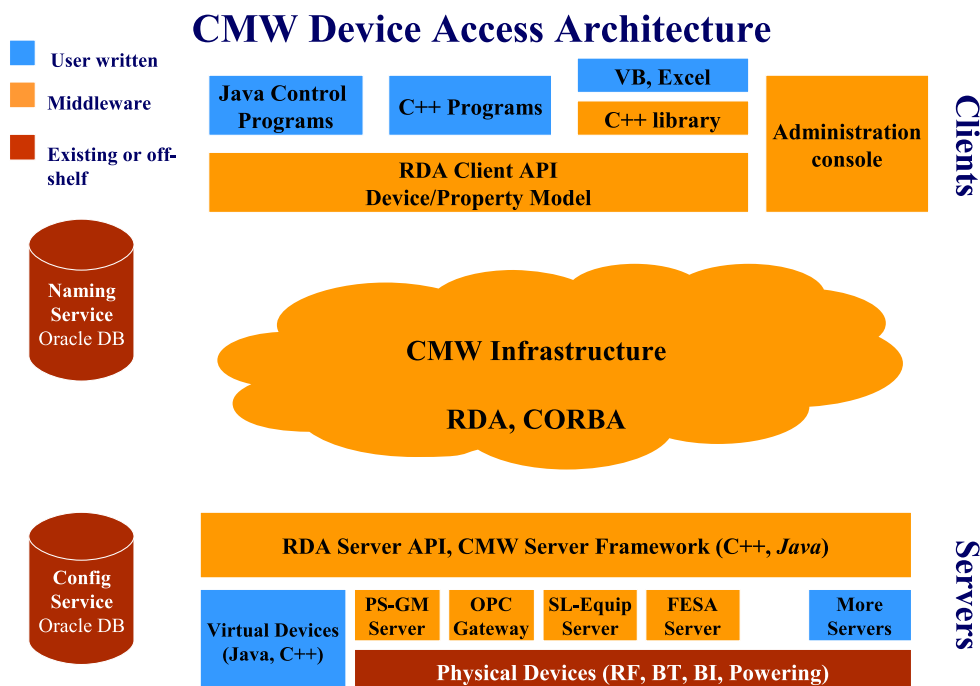 CMW Device Access Architecture
User written
Middleware
Existing or off-
shelf
Java Control
Programs
C++ Programs
VB, Excel
C++ library
Administration
console
RDA Client API
Device/Property Model
Clients
Naming
Service
Oracle DB
CMW Infrastructure
RDA, CORBA
Config
Service
Oracle DB
RDA Server API, CMW Server Framework (C++, Java)
Virtual Devices
(Java, C++)
PS-GM
Server
OPC
Gateway
SL-Equip
Server
FESA
Server
More
Servers
Physical Devices (RF, BT, BI, Powering)
Servers